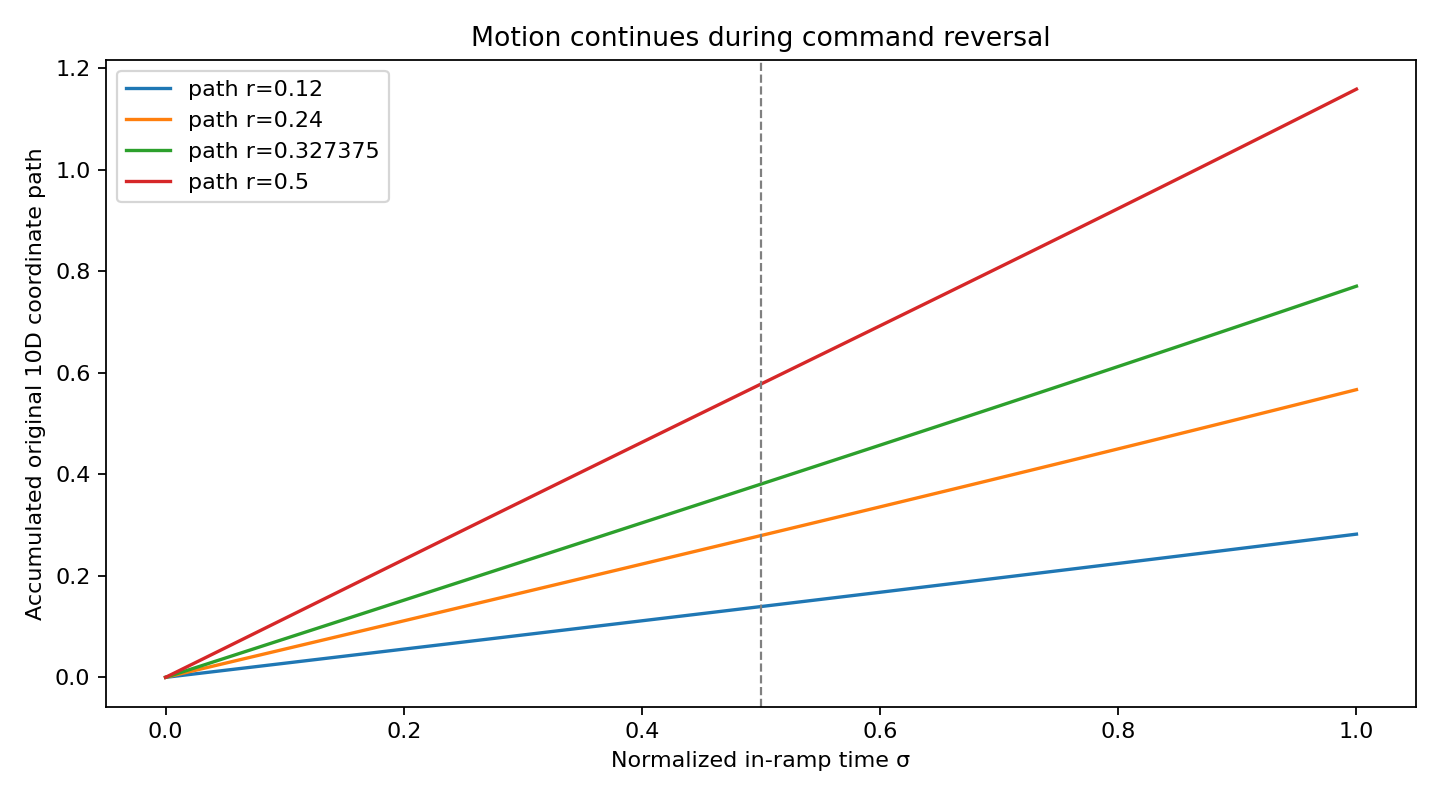 Motion continues during command reversal
path r=0.12
path r=0.24
path r=0.327375
path r=0.5
Accumulated original 10D coordinate path
1.2
1.0
0.8
0.6
0.4
0.2
0.0
0.0 0.2 0.4 0.6 0.8 1.0
Normalized in-ramp time σ